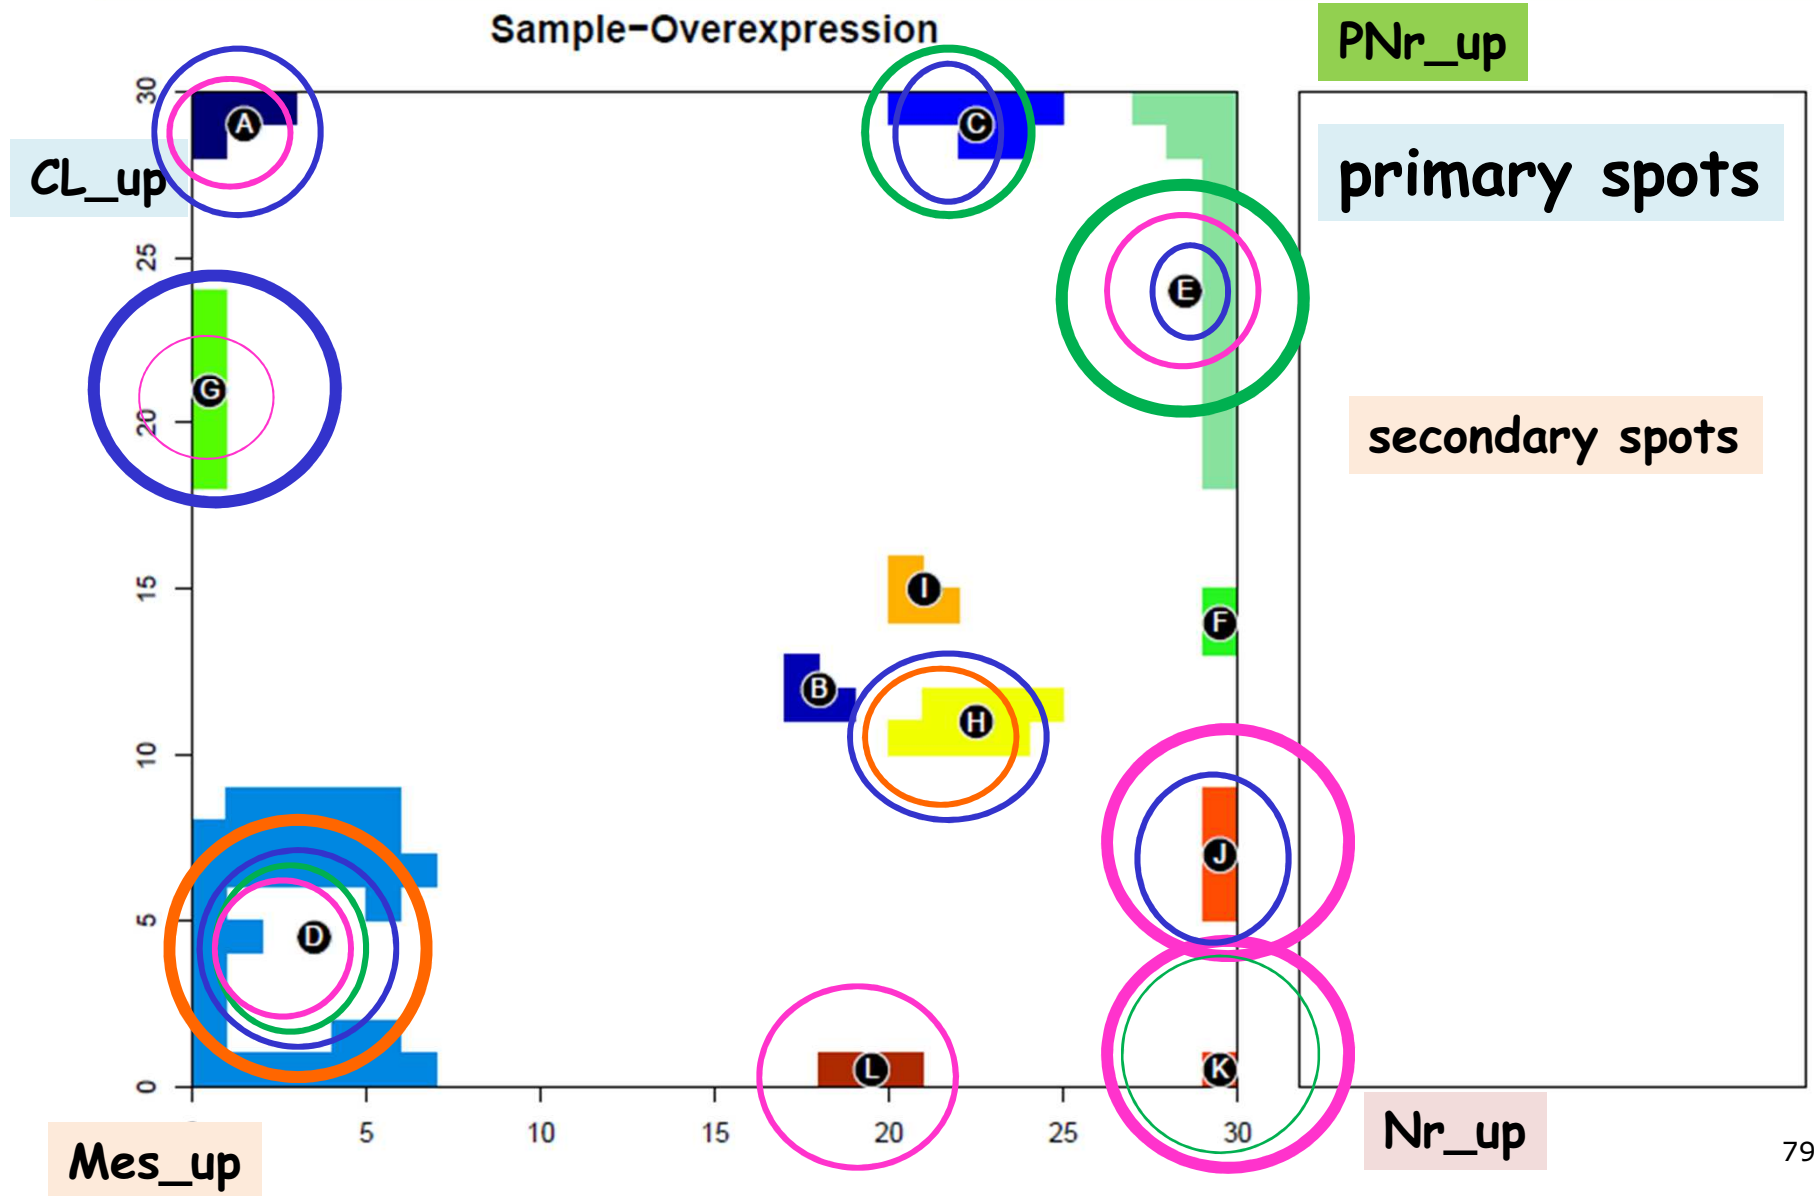 Sample-Overexpression
PNr_up
30
A
C
primary spots
CL_up
25
E
G
20
secondary spots
15
I
F
B
H
10
J
5
D
0
L
K
5
10
15
20
25
30
Nr_up
Mes_up
79